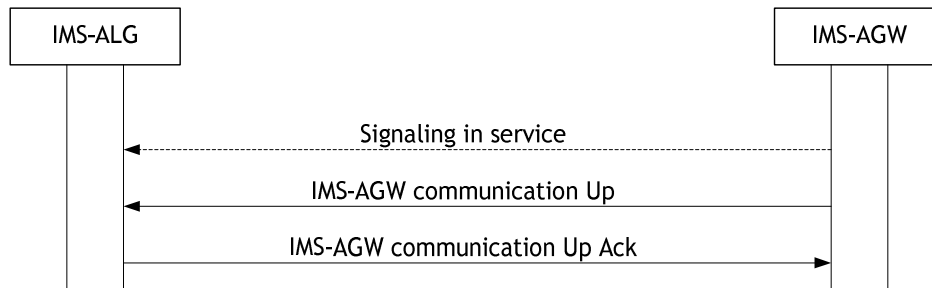 IMS-ALG
IMS-AGW
Signaling in service
IMS-AGW communication Up
IMS-AGW communication Up Ack